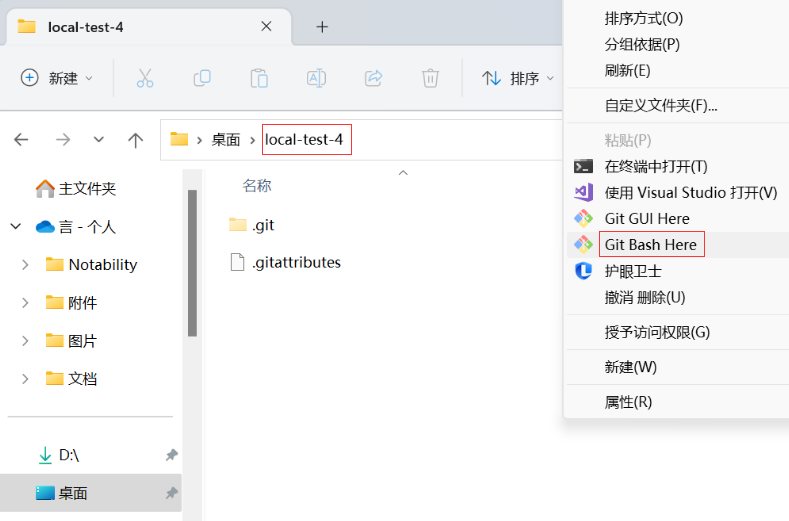 local-test-4
新建
排序
桌面
local-test-4
名称
主文件夹
言 - 个人
Notability
附件
图片
文档
D:\
桌面
.git
.gitattributes
排序方式(O)
分组依据(P)
刷新(E)
自定义文件夹(F)...
粘贴(P)
在终端中打开(T)
使用 Visual Studio 打开(V)
Git GUI Here
Git Bash Here
护眼卫士
撤消 删除(U)
授予访问权限(G)
新建(W)
属性(R)